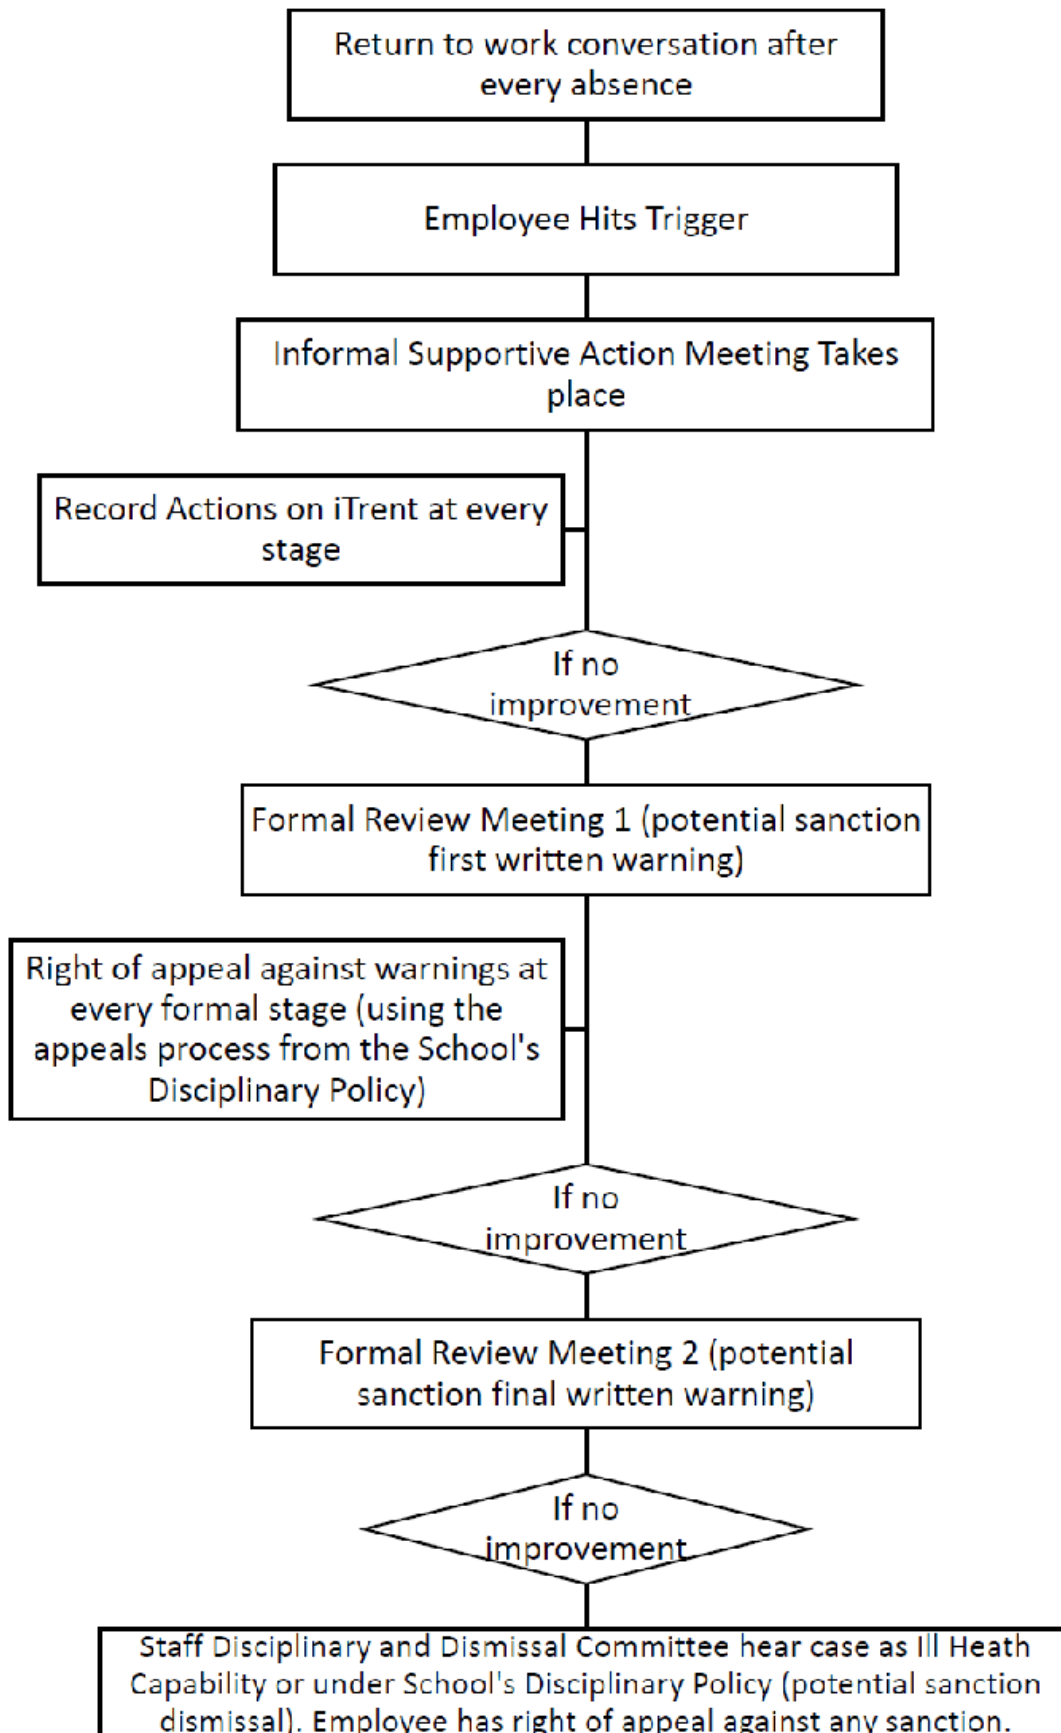 Return to work conversation after
every absence
Employee Hits Trigger
Informal Supportive Action Meeting Takes
place
Record Actions on iTrent at every
stage
If no
improvement
Formal Review Meeting 1 (potential sanction
first written warning)
Right of appeal against warnings at
every formal stage (using the
appeals process from the School's
Disciplinary Policy)
If no
improvement
Formal Review Meeting 2 (potential
sanction final written warning)
If no
improvement
Staff Disciplinary and Dismissal Committee hear case as Ill Heath
Capability or under School's Disciplinary Policy (potential sanction
dismissal). Employee has right of appeal against any sanction.